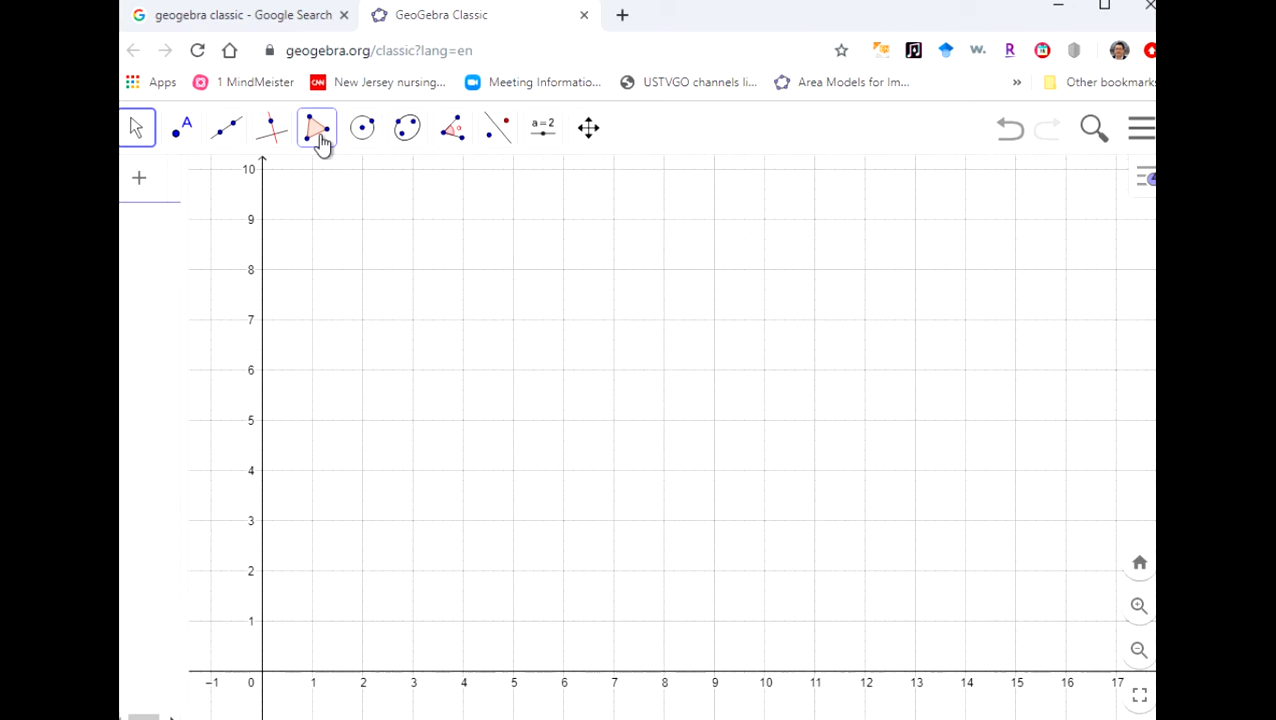 geogebra classic - Google Search
GeoGebra Classic
geogebra.org/classic?lang=en
Apps
1 MindMeister
CNN
New Jersey nursing...
Meeting Informatio...
USTVGO channels li...
Area Models for Im...
»
Other bookmarks
A
a = 2
10
9
8
7
6
5
4
3
2
1
−1 0 1 2 3 4 5 6 7 8 9 10 11 12 13 14 15 16 17